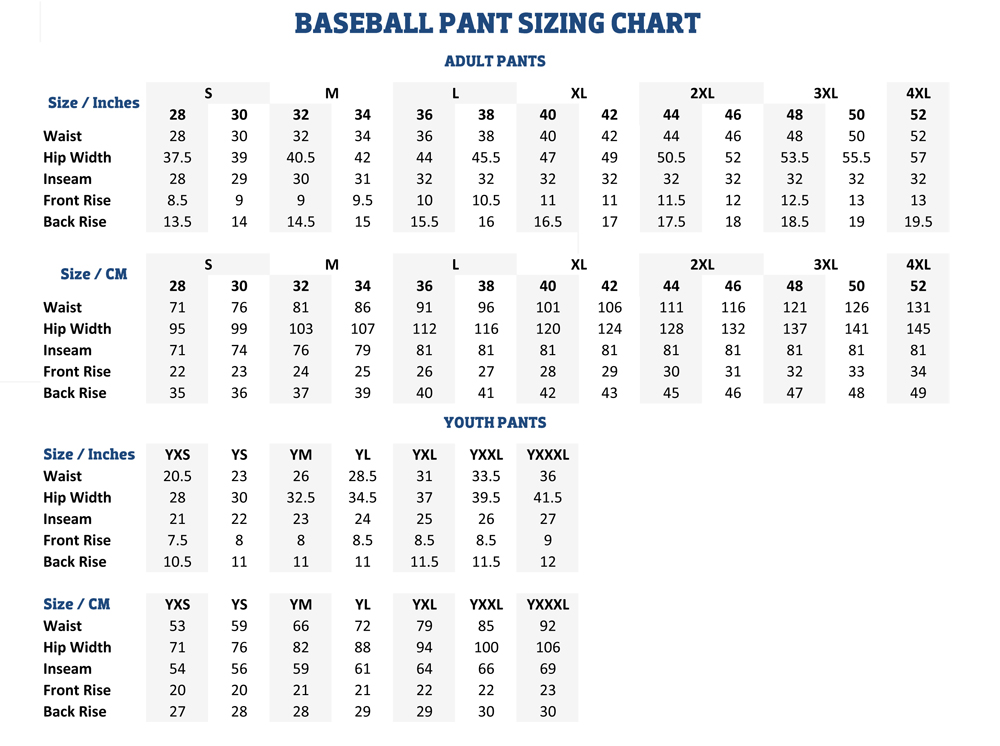 BASEBALL PANT SIZING CHART
ADULT PANTS
Size / Inches S M L XL 2XL 3XL 4XL
28 30 32 34 36 38 40 42 44 46 48 50 52
Waist 28 30 32 34 36 38 40 42 44 46 48 50 52
Hip Width 37.5 39 40.5 42 44 45.5 47 49 50.5 52 53.5 55.5 57
Inseam 28 29 30 31 32 32 32 32 32 32 32 32 32
Front Rise 8.5 9 9 9.5 10 10.5 11 11 11.5 12 12.5 13 13
Back Rise 13.5 14 14.5 15 15.5 16 16.5 17 17.5 18 18.5 19 19.5
Size / CM S M L XL 2XL 3XL 4XL
28 30 32 34 36 38 40 42 44 46 48 50 52
Waist 71 76 81 86 91 96 101 106 111 116 121 126 131
Hip Width 95 99 103 107 112 116 120 124 128 132 137 141 145
Inseam 71 74 76 79 81 81 81 81 81 81 81 81 81
Front Rise 22 23 24 25 26 27 28 29 30 31 32 33 34
Back Rise 35 36 37 39 40 41 42 43 45 46 47 48 49
YOUTH PANTS
Size / Inches YXS YS YM YL YXL YXXL YXXXL
Waist 20.5 23 26 28.5 31 33.5 36
Hip Width 28 30 32.5 34.5 37 39.5 41.5
Inseam 21 22 23 24 25 26 27
Front Rise 7.5 8 8 8.5 8.5 8.5 9
Back Rise 10.5 11 11 11 11.5 11.5 12
Size / CM YXS YS YM YL YXL YXXL YXXXL
Waist 53 59 66 72 79 85 92
Hip Width 71 76 82 88 94 100 106
Inseam 54 56 59 61 64 66 69
Front Rise 20 20 21 21 22 22 23
Back Rise 27 28 28 29 29 30 30